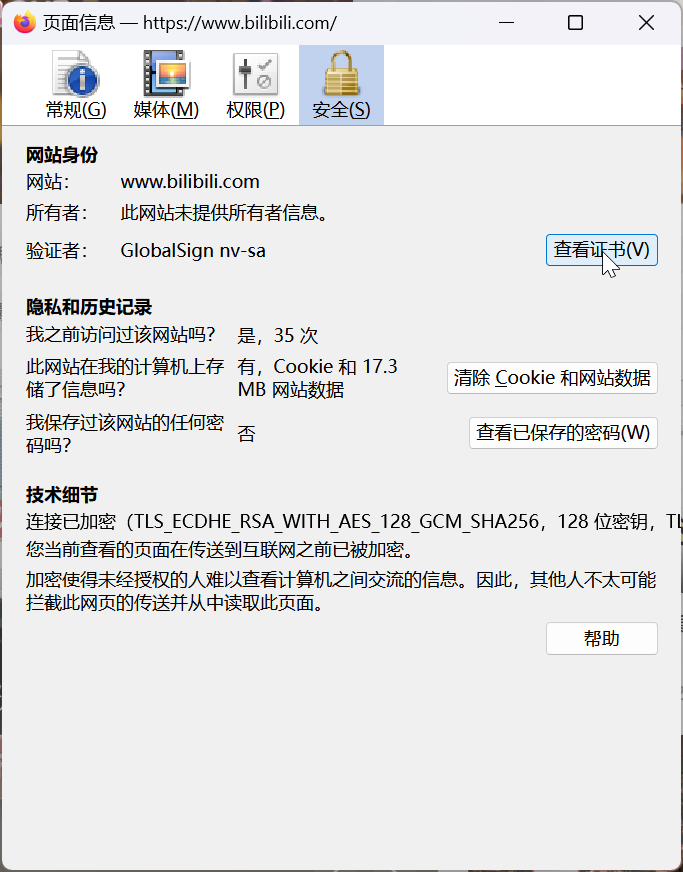 页面信息 — https://www.bilibili.com/
常规(G) 媒体(M) 权限(P) 安全(S)
网站身份
网站： www.bilibili.com
所有者： 此网站未提供所有者信息。
验证者： GlobalSign nv-sa 查看证书(V)
隐私和历史记录
我之前访问过该网站吗？ 是，35 次
此网站在我的计算机上存 有，Cookie 和 17.3
储了信息吗？ MB 网站数据
清除 Cookie 和网站数据
我保存过该网站的任何密
码吗？ 否
查看已保存的密码(W)
技术细节
连接已加密（TLS_ECDHE_RSA_WITH_AES_128_GCM_SHA256，128 位密钥，TL
您当前查看的页面在传送到互联网之前已被加密。
加密使得未经授权的人难以查看计算机之间交流的信息。因此，其他人不太可能
拦截此网页的传送并从中读取此页面。
帮助